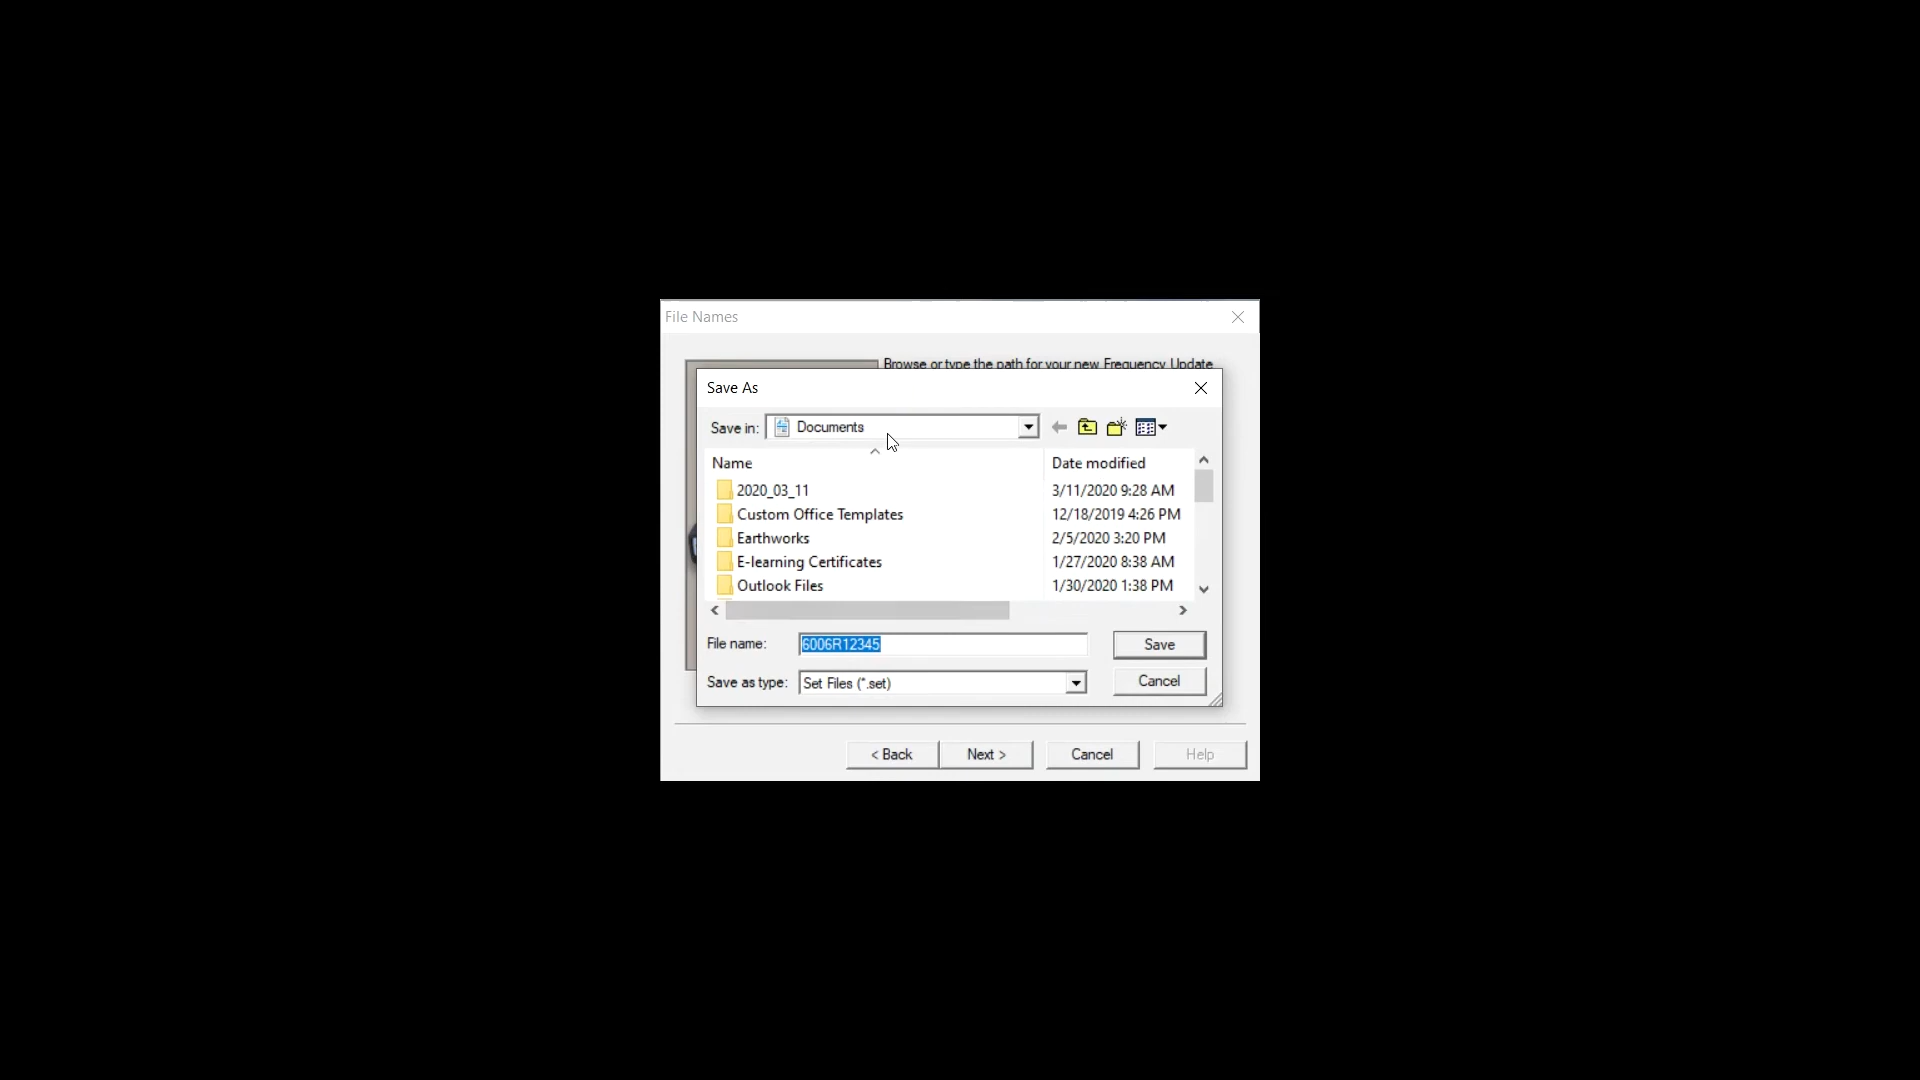 File Names
Browse or type the path for your new Frequency Update
Save As
Save in: Documents
Name Date modified
2020_03_11 3/11/2020 9:28 AM
Custom Office Templates 12/18/2019 4:26 PM
Earthworks 2/5/2020 3:20 PM
E-learning Certificates 1/27/2020 8:38 AM
Outlook Files 1/30/2020 1:38 PM
File name: 6006R12345 Save
Save as type: Set Files (*.set) Cancel
< Back Next > Cancel Help